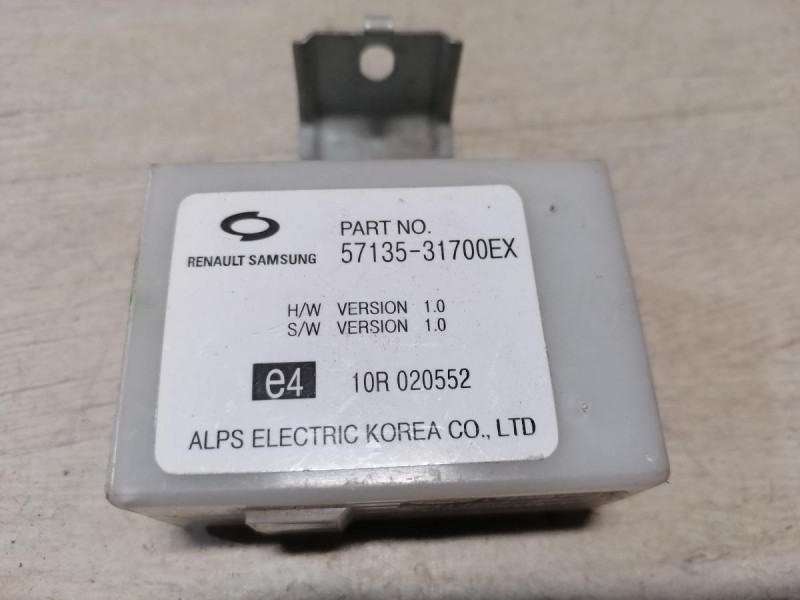 RENAULT SAMSUNG
PART NO.
57135-31700EX
H/W VERSION 1.0
S/W VERSION 1.0
e4 10R 020552
ALPS ELECTRIC KOREA CO., LTD